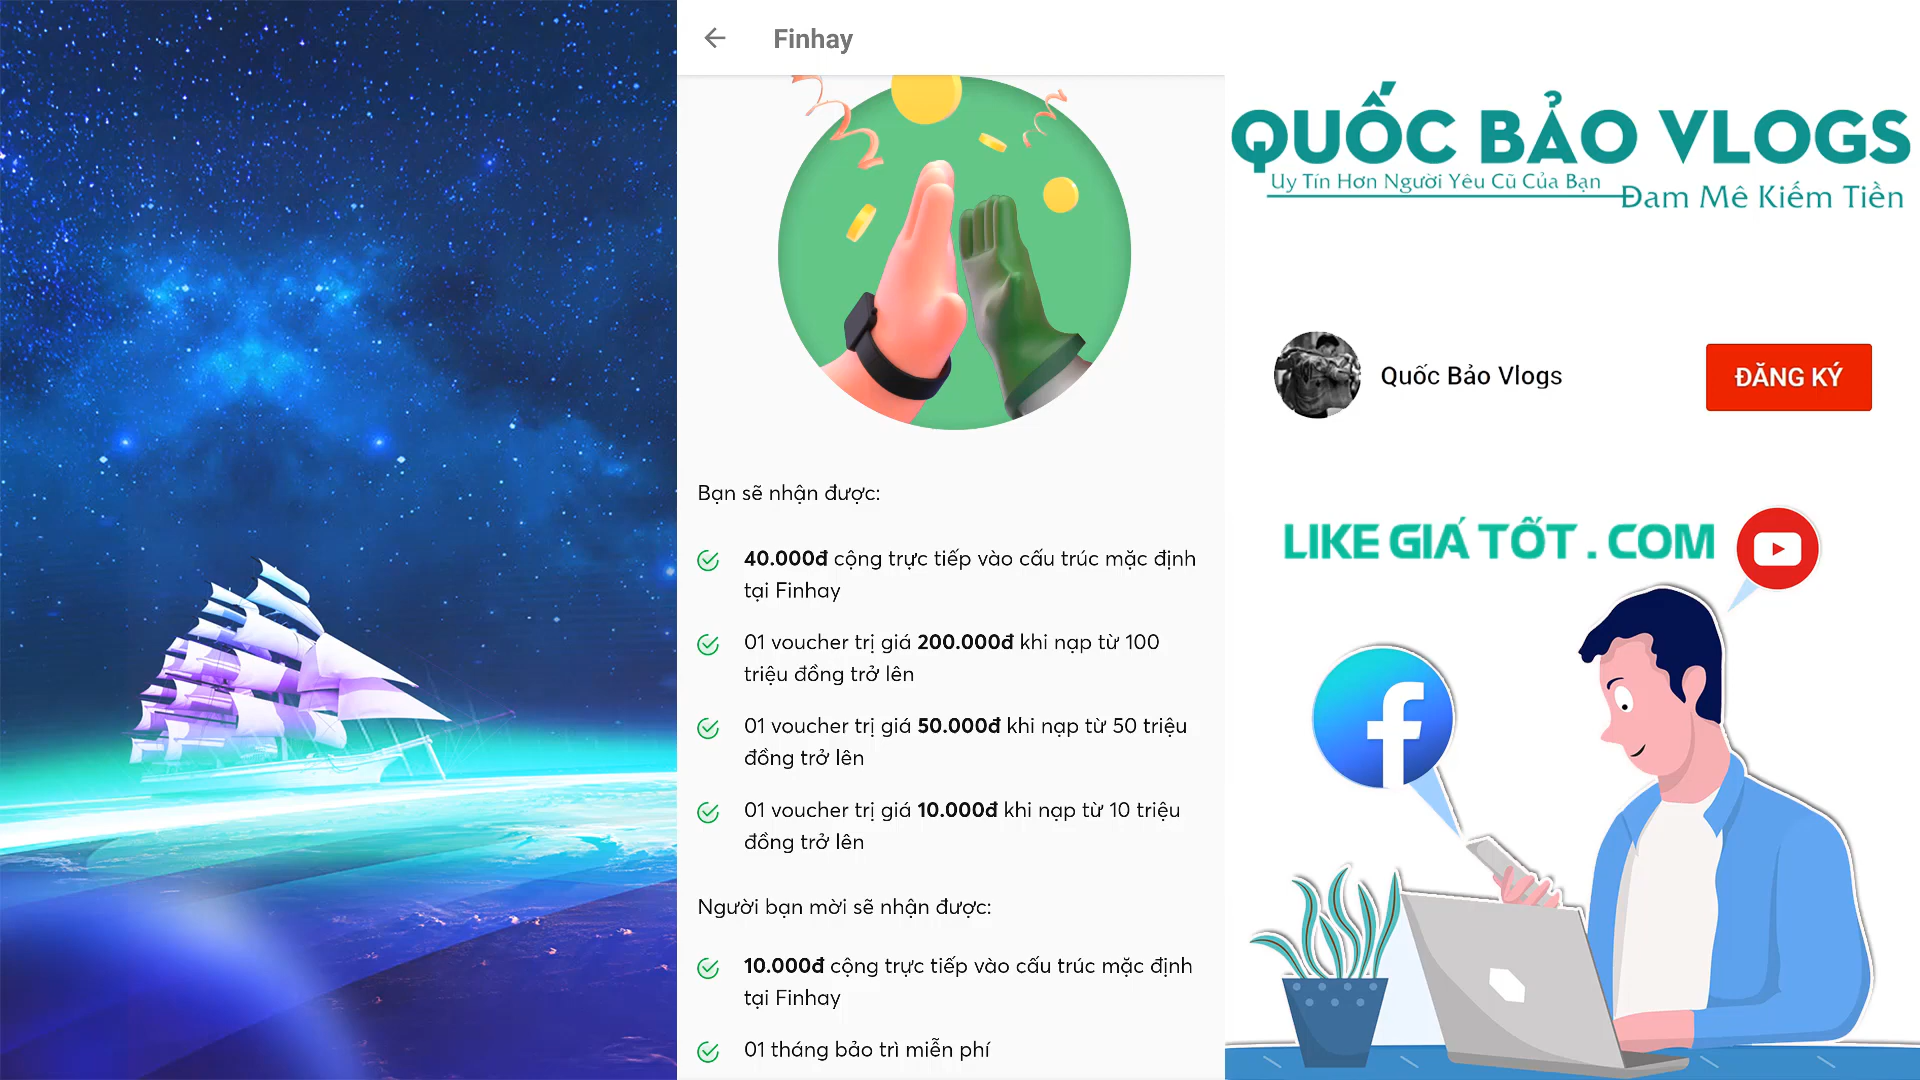 Finhay
Bạn sẽ nhận được:
40.000đ cộng trực tiếp vào cấu trúc mặc định
tại Finhay
01 voucher trị giá 200.000đ khi nạp từ 100
triệu đồng trở lên
01 voucher trị giá 50.000đ khi nạp từ 50 triệu
đồng trở lên
01 voucher trị giá 10.000đ khi nạp từ 10 triệu
đồng trở lên
Người bạn mời sẽ nhận được:
10.000đ cộng trực tiếp vào cấu trúc mặc định
tại Finhay
01 tháng bảo trì miễn phí
QUỐC BẢO VLOGS
Uy Tín Hơn Người Yêu Cũ Của Bạn
Đam Mê Kiếm Tiền
Quốc Bảo Vlogs
ĐĂNG KÝ
LIKE GIÁ TỐT . COM